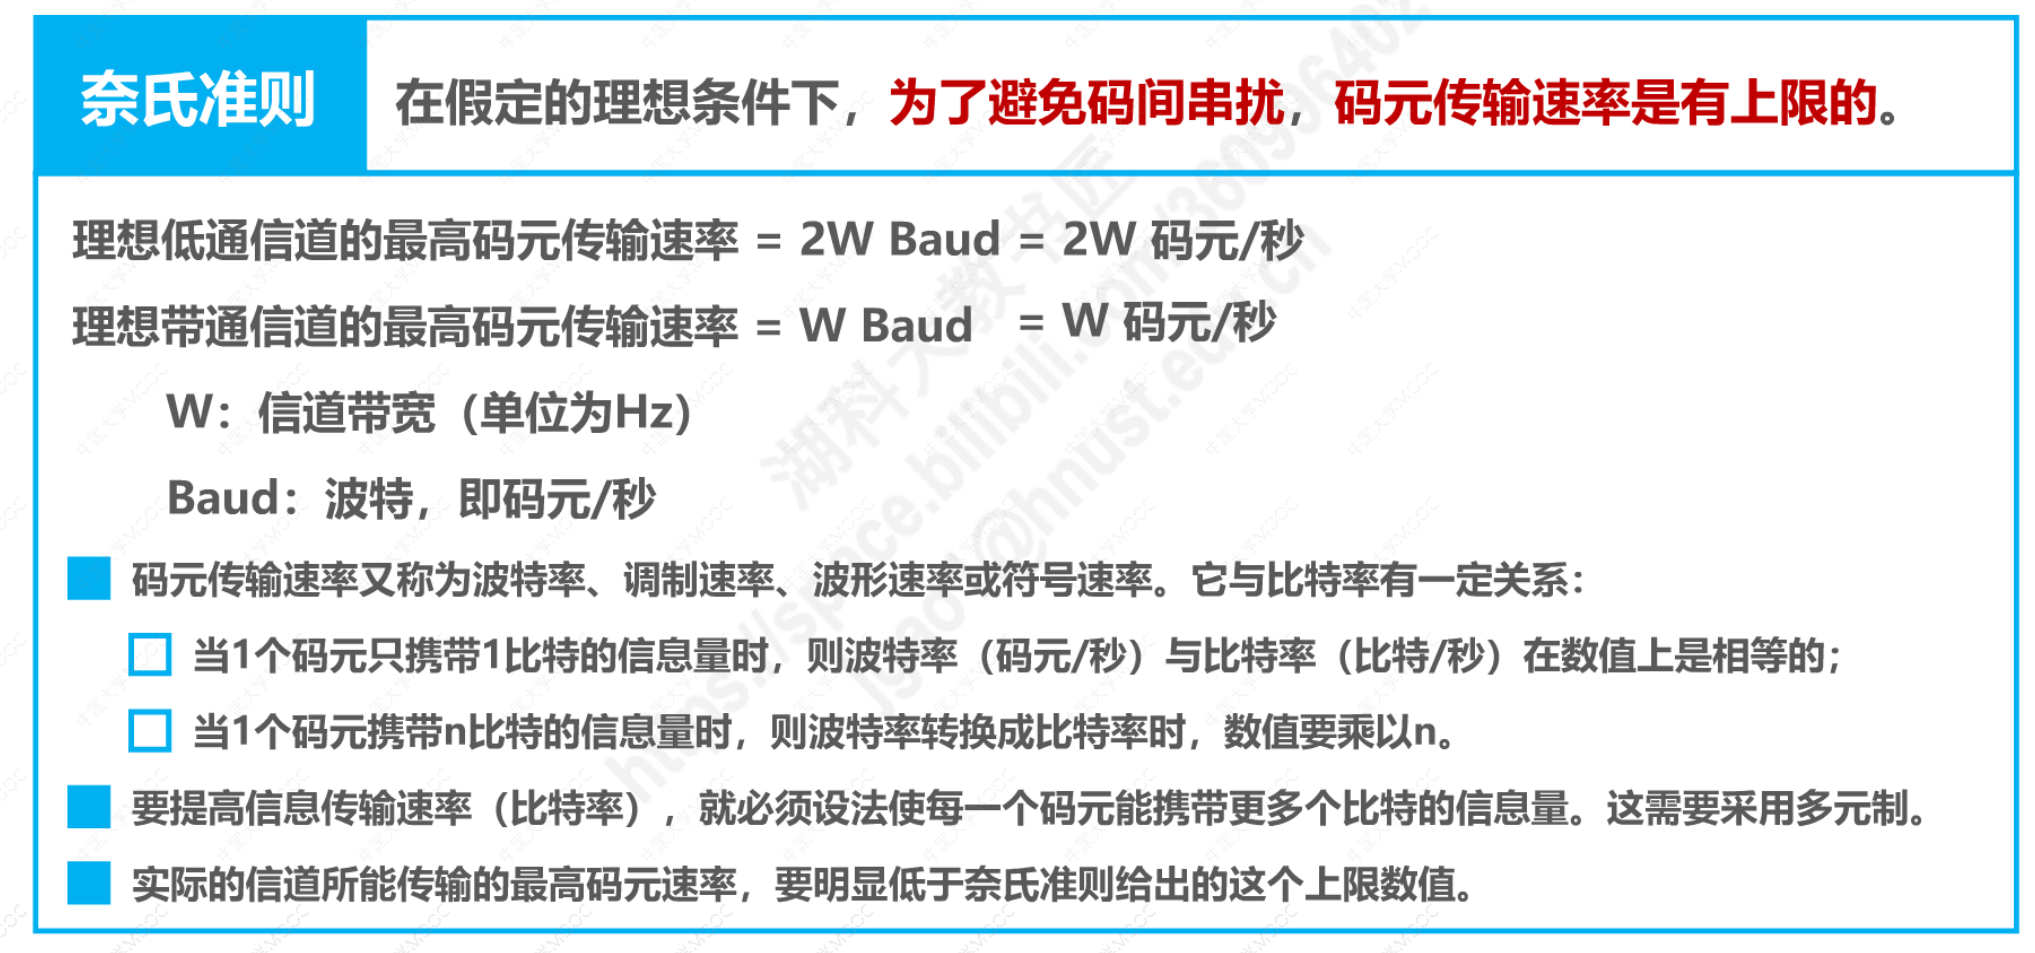 奈氏准则
在假定的理想条件下，为了避免码间串扰，码元传输速率是有上限的。
理想低通信道的最高码元传输速率 = 2W Baud = 2W 码元/秒
理想带通信道的最高码元传输速率 = W Baud = W 码元/秒
W：信道带宽（单位为Hz）
Baud：波特，即码元/秒
码元传输速率又称为波特率、调制速率、波形速率或符号速率。它与比特率有一定关系：
当1个码元只携带1比特的信息量时，则波特率（码元/秒）与比特率（比特/秒）在数值上是相等的；
当1个码元携带n比特的信息量时，则波特率转换成比特率时，数值要乘以n。
要提高信息传输速率（比特率），就必须设法使每一个码元能携带更多个比特的信息量。这需要采用多元制。
实际的信道所能传输的最高码元速率，要明显低于奈氏准则给出的这个上限数值。
湖科大教书匠
https://space.bilibili.com/360996402